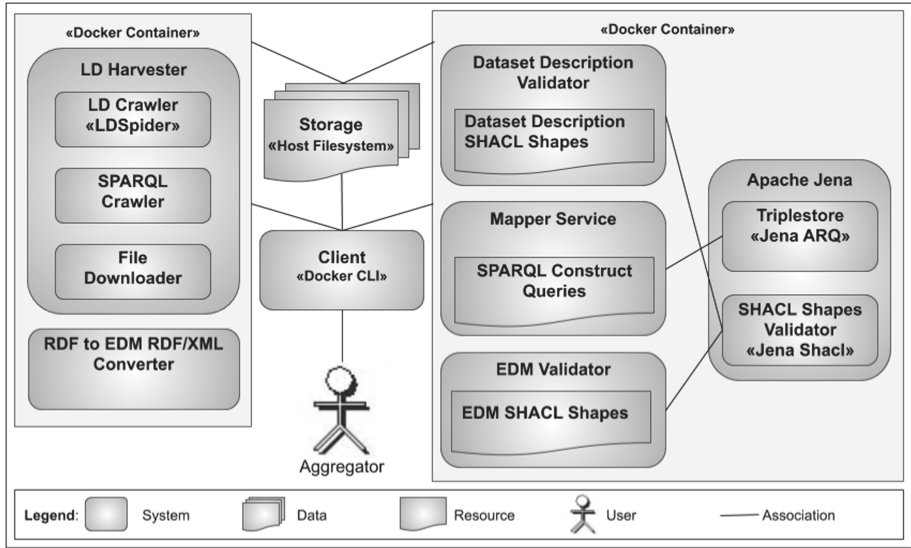 «Docker Container»
LD Harvester
LD Crawler
«LDSpider»
SPARQL
Crawler
File
Downloader
RDF to EDM RDF/XML
Converter
Storage
«Host Filesystem»
Client
«Docker CLI»
Aggregator
«Docker Container»
Dataset Description
Validator
Dataset Description
SHACL Shapes
Mapper Service
SPARQL Construct
Queries
EDM Validator
EDM SHACL Shapes
Apache Jena
Triplestore
«Jena ARQ»
SHACL Shapes
Validator
«Jena Shacl»
Legend: System Data Resource User Association